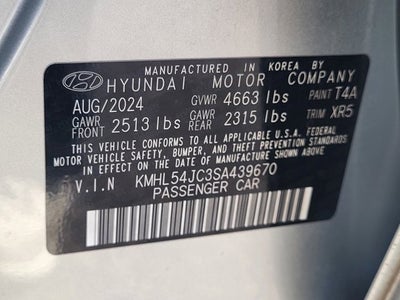 MANUFACTURED IN KOREA BY
HYUNDAI MOTOR COMPANY
AUG/2024 GVWR 4663 lbs PAINT T4A
GAWR FRONT 2513 lbs GAWR REAR 2315 lbs TRIM XR5
THIS VEHICLE CONFORMS TO ALL APPLICABLE U.S.A. FEDERAL
MOTOR VEHICLE SAFETY, BUMPER, AND THEFT PREVENTION
STANDARDS IN EFFECT ON THE DATE OF MANUFACTURE SHOWN ABOVE.
V.I.N KMHL54JC3SA439670
PASSENGER CAR